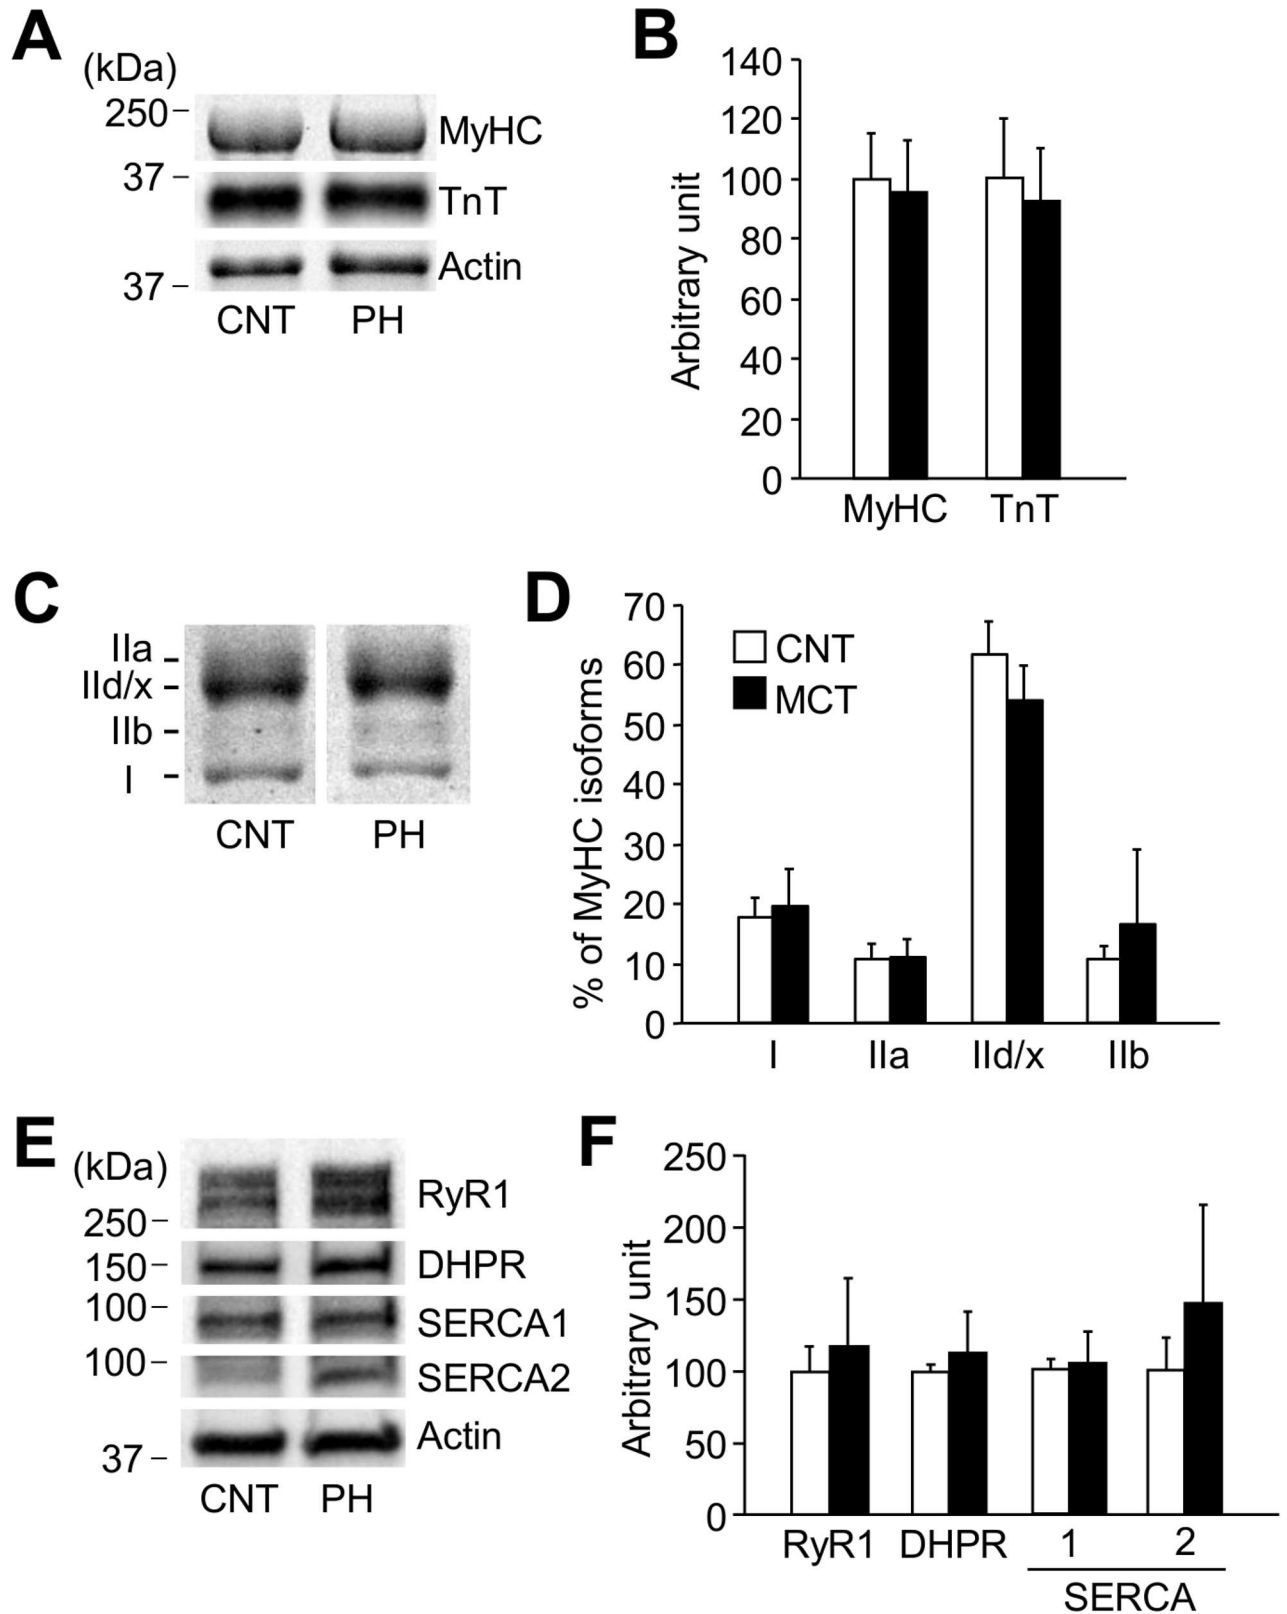 A
(kDa)
250
MyHC
37
TnT
Actin
37
CNT PH
B
140
120
100
80
60
40
20
0
Arbitrary unit
MyHC TnT
C
IIa
IId/x
IIb
I
CNT PH
D
70
60
50
40
30
20
10
0
% of MyHC isoforms
CNT
MCT
I IIa IId/x IIb
E
(kDa)
RyR1
250
150
DHPR
100
SERCA1
100
SERCA2
Actin
37
CNT PH
F
250
200
150
100
50
0
Arbitrary unit
RyR1 DHPR 1 2
SERCA